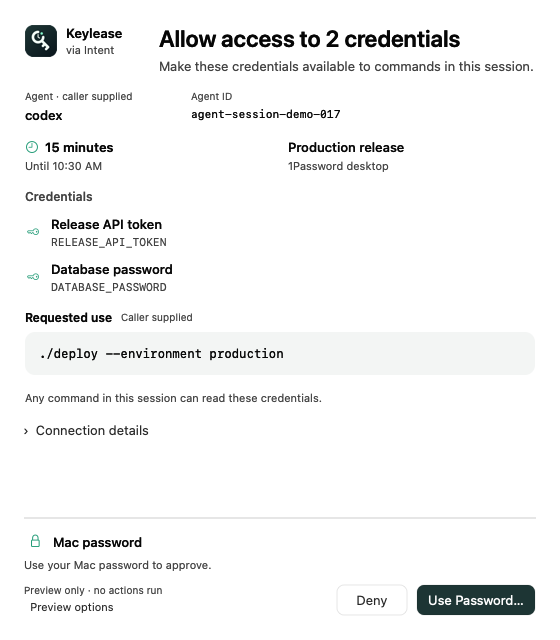 Keylease
via Intent
Allow access to 2 credentials
Make these credentials available to commands in this session.
Agent · caller supplied
codex
Agent ID
agent-session-demo-017
15 minutes
Until 10:30 AM
Production release
1Password desktop
Credentials
Release API token
RELEASE_API_TOKEN
Database password
DATABASE_PASSWORD
Requested use Caller supplied
./deploy --environment production
Any command in this session can read these credentials.
› Connection details
Mac password
Use your Mac password to approve.
Preview only · no actions run
Preview options
Deny
Use Password...